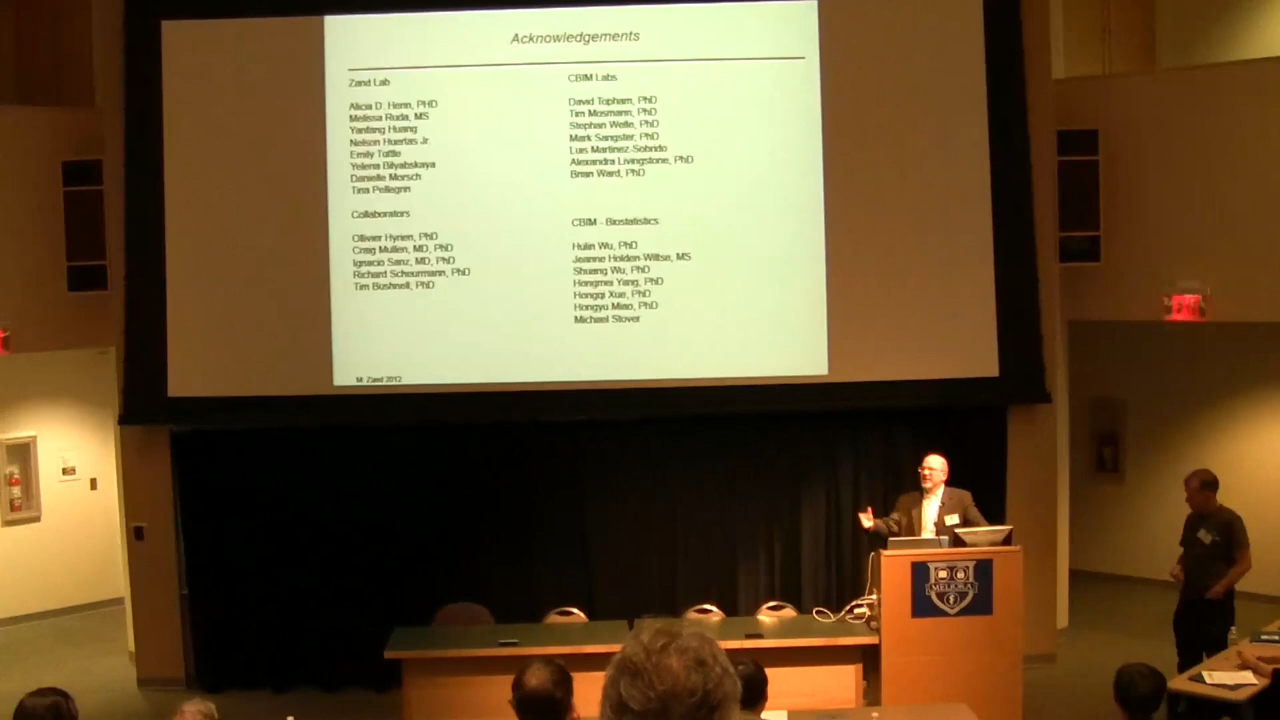 Acknowledgements
Zand Lab
Alicia D. Henn, PHD
Melissa Ruda, MS
Yanfang Huang
Nelson Huertas Jr.
Emily Tuttle
Yelena Bilyabskaya
Danielle Morsch
Tina Pellegrin
Collaborators
Ollivier Hyrien, PhD
Craig Mullen, MD, PhD
Ignacio Sanz, MD, PhD
Richard Scheurmann, PhD
Tim Bushnell, PhD
CBIM Labs
David Topham, PhD
Tim Mosmann, PhD
Stephan Welle, PhD
Mark Sangster, PhD
Luis Martinez-Sobrido
Alexandra Livingstone, PhD
Brian Ward, PhD
CBIM - Biostatistics
Hulin Wu, PhD
Jeanne Holden-Wiltse, MS
Shuang Wu, PhD
Hongmei Yang, PhD
Hongqi Xue, PhD
Hongyu Miao, PhD
Michael Stover
M. Zand 2012
MELIORA